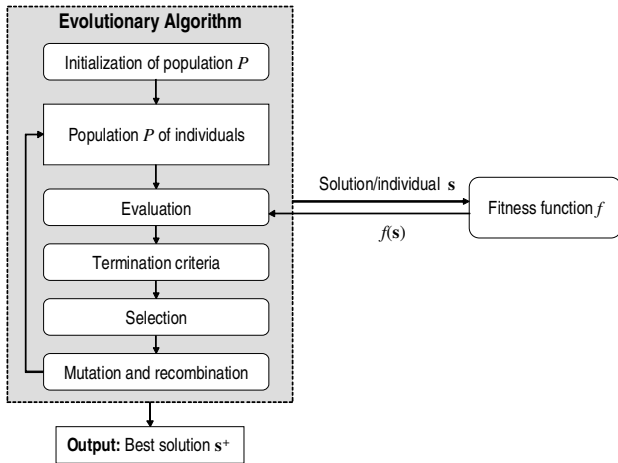 Evolutionary Algorithm
Initialization of population P
Population P of individuals
Evaluation
Termination criteria
Selection
Mutation and recombination
Solution/individual s
f(s)
Fitness function f
Output: Best solution s⁺